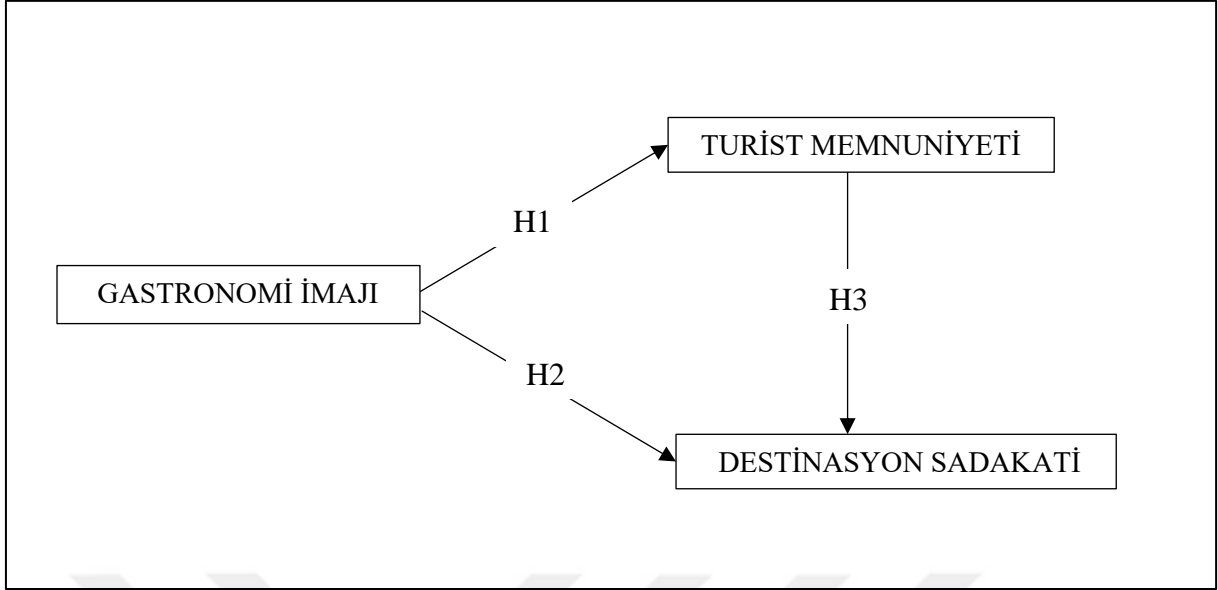 TURİST MEMNUNİYETİ
H1
GASTRONOMİ İMAJI
H3
H2
DESTİNASYON SADAKATİ